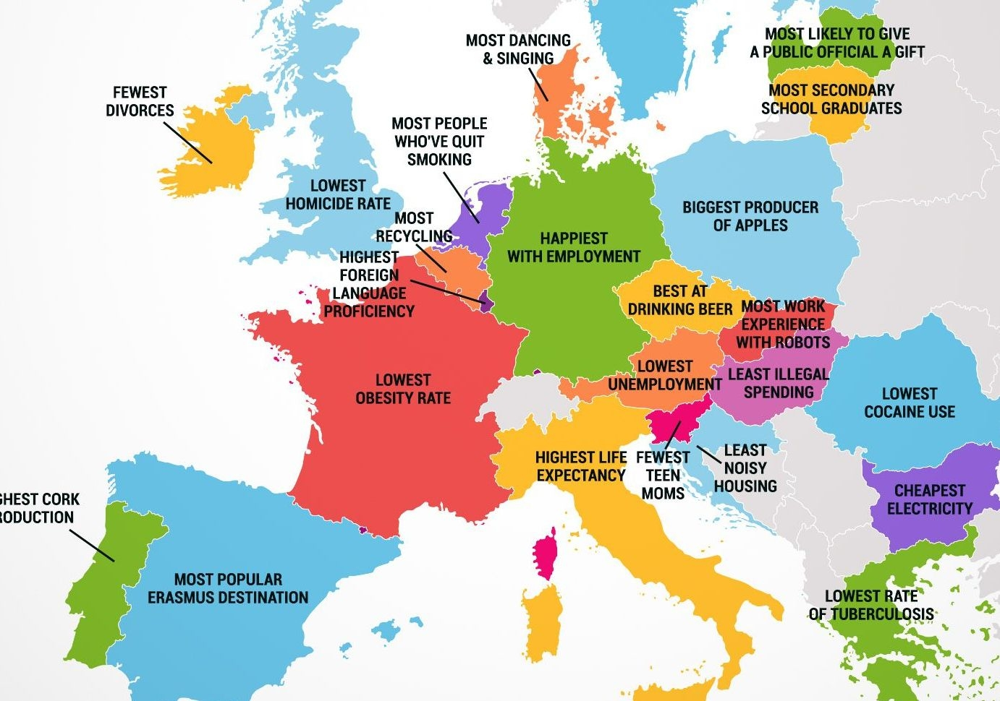 MOST DANCING
& SINGING
MOST LIKELY TO GIVE
A PUBLIC OFFICIAL A GIFT
FEWEST
DIVORCES
MOST SECONDARY
SCHOOL GRADUATES
MOST PEOPLE
WHO'VE QUIT
SMOKING
LOWEST
HOMICIDE RATE
MOST
RECYCLING
BIGGEST PRODUCER
OF APPLES
HAPPIEST
WITH EMPLOYMENT
HIGHEST
FOREIGN
LANGUAGE
PROFICIENCY
BEST AT
DRINKING BEER
MOST WORK
EXPERIENCE
WITH ROBOTS
LOWEST
OBESITY RATE
LOWEST
UNEMPLOYMENT
LEAST ILLEGAL
SPENDING
LOWEST
COCAINE USE
HIGHEST LIFE
EXPECTANCY
FEWEST
TEEN
MOMS
LEAST
NOISY
HOUSING
GHEST CORK
RODUCTION
CHEAPEST
ELECTRICITY
MOST POPULAR
ERASMUS DESTINATION
LOWEST RATE
OF TUBERCULOSIS